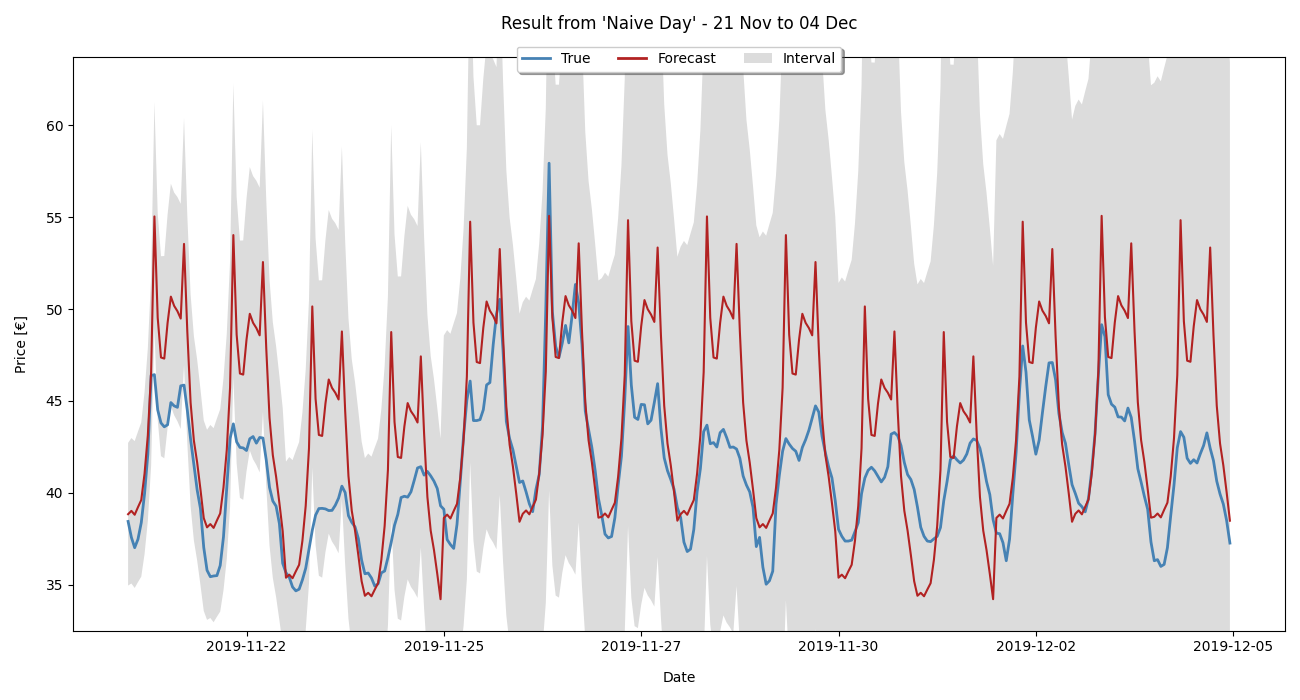 Result from 'Naive Day' - 21 Nov to 04 Dec
True
Forecast
Interval
60
55
50
45
40
35
Price [€]
2019-11-22
2019-11-25
2019-11-27
2019-11-30
2019-12-02
2019-12-05
Date